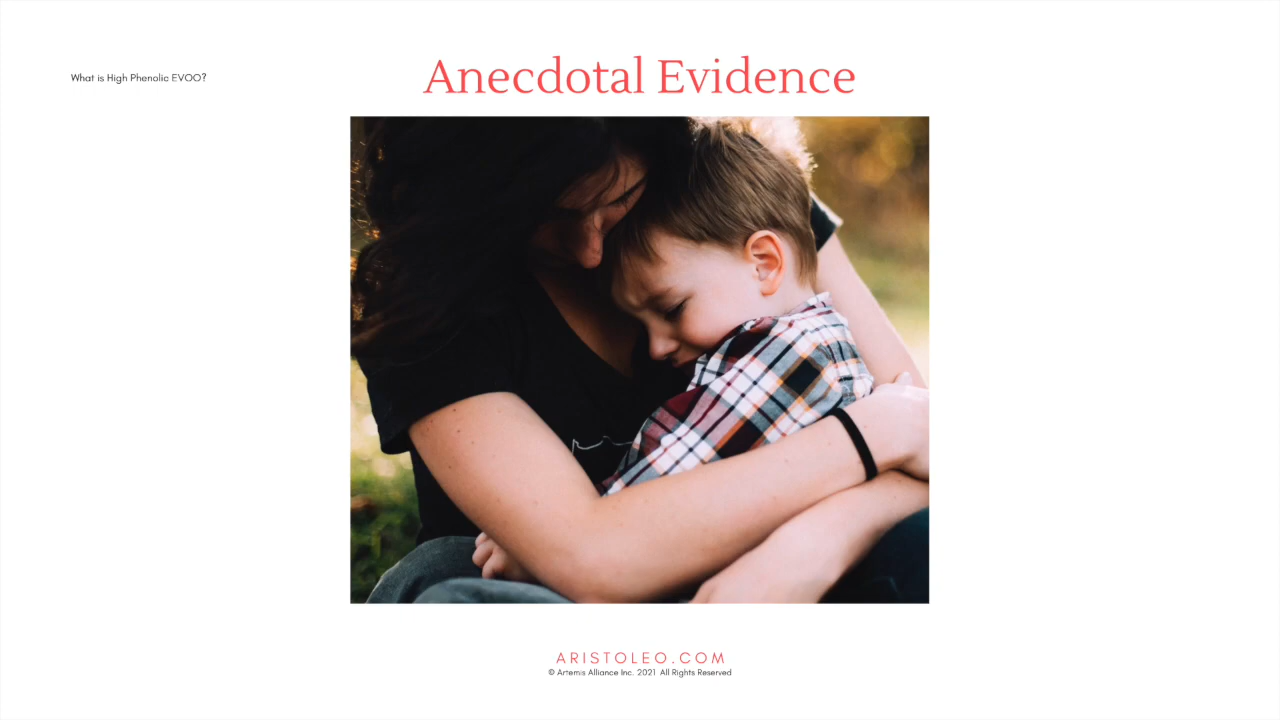 What is High Phenolic EVOO?
Anecdotal Evidence
ARISTOLEO.COM
© Artemis Alliance Inc. 2021 All Rights Reserved